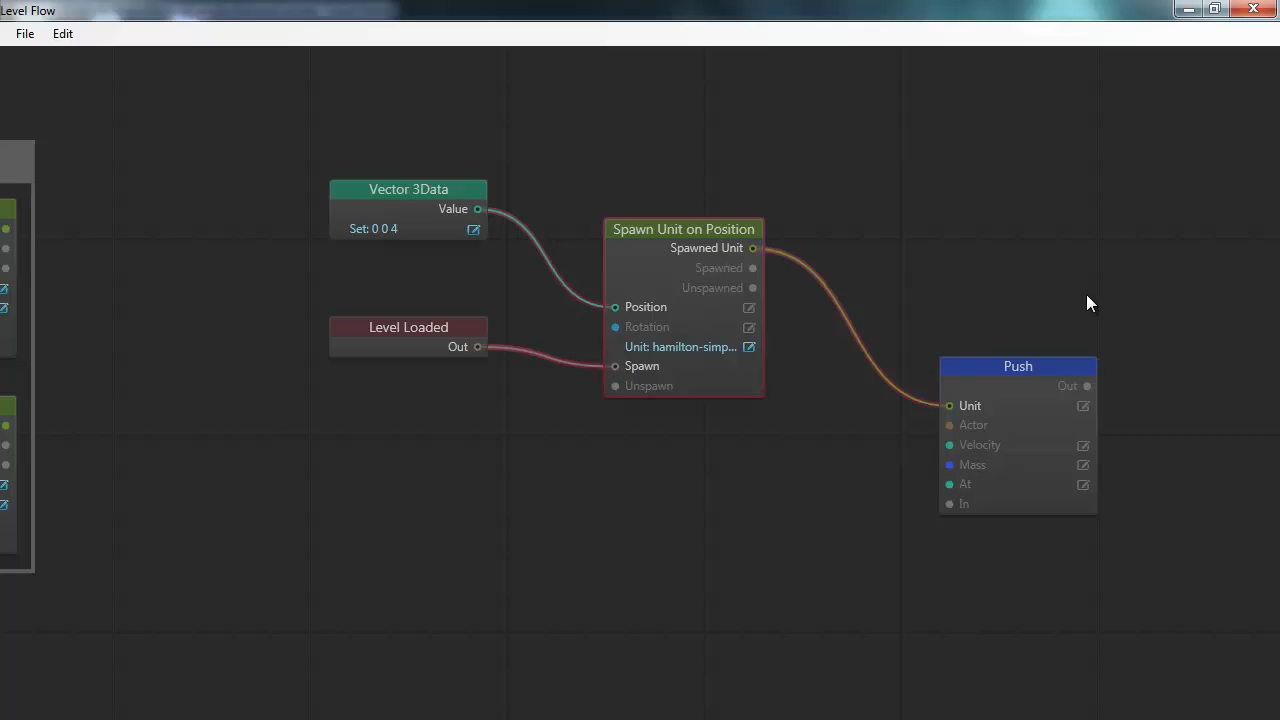 Level Flow
File Edit
Vector 3Data
Value
Set: 0 0 4
Level Loaded
Out
Spawn Unit on Position
Spawned Unit
Spawned
Unspawned
Position
Rotation
Unit: hamilton-simp...
Spawn
Unspawn
Push
Out
Unit
Actor
Velocity
Mass
At
In